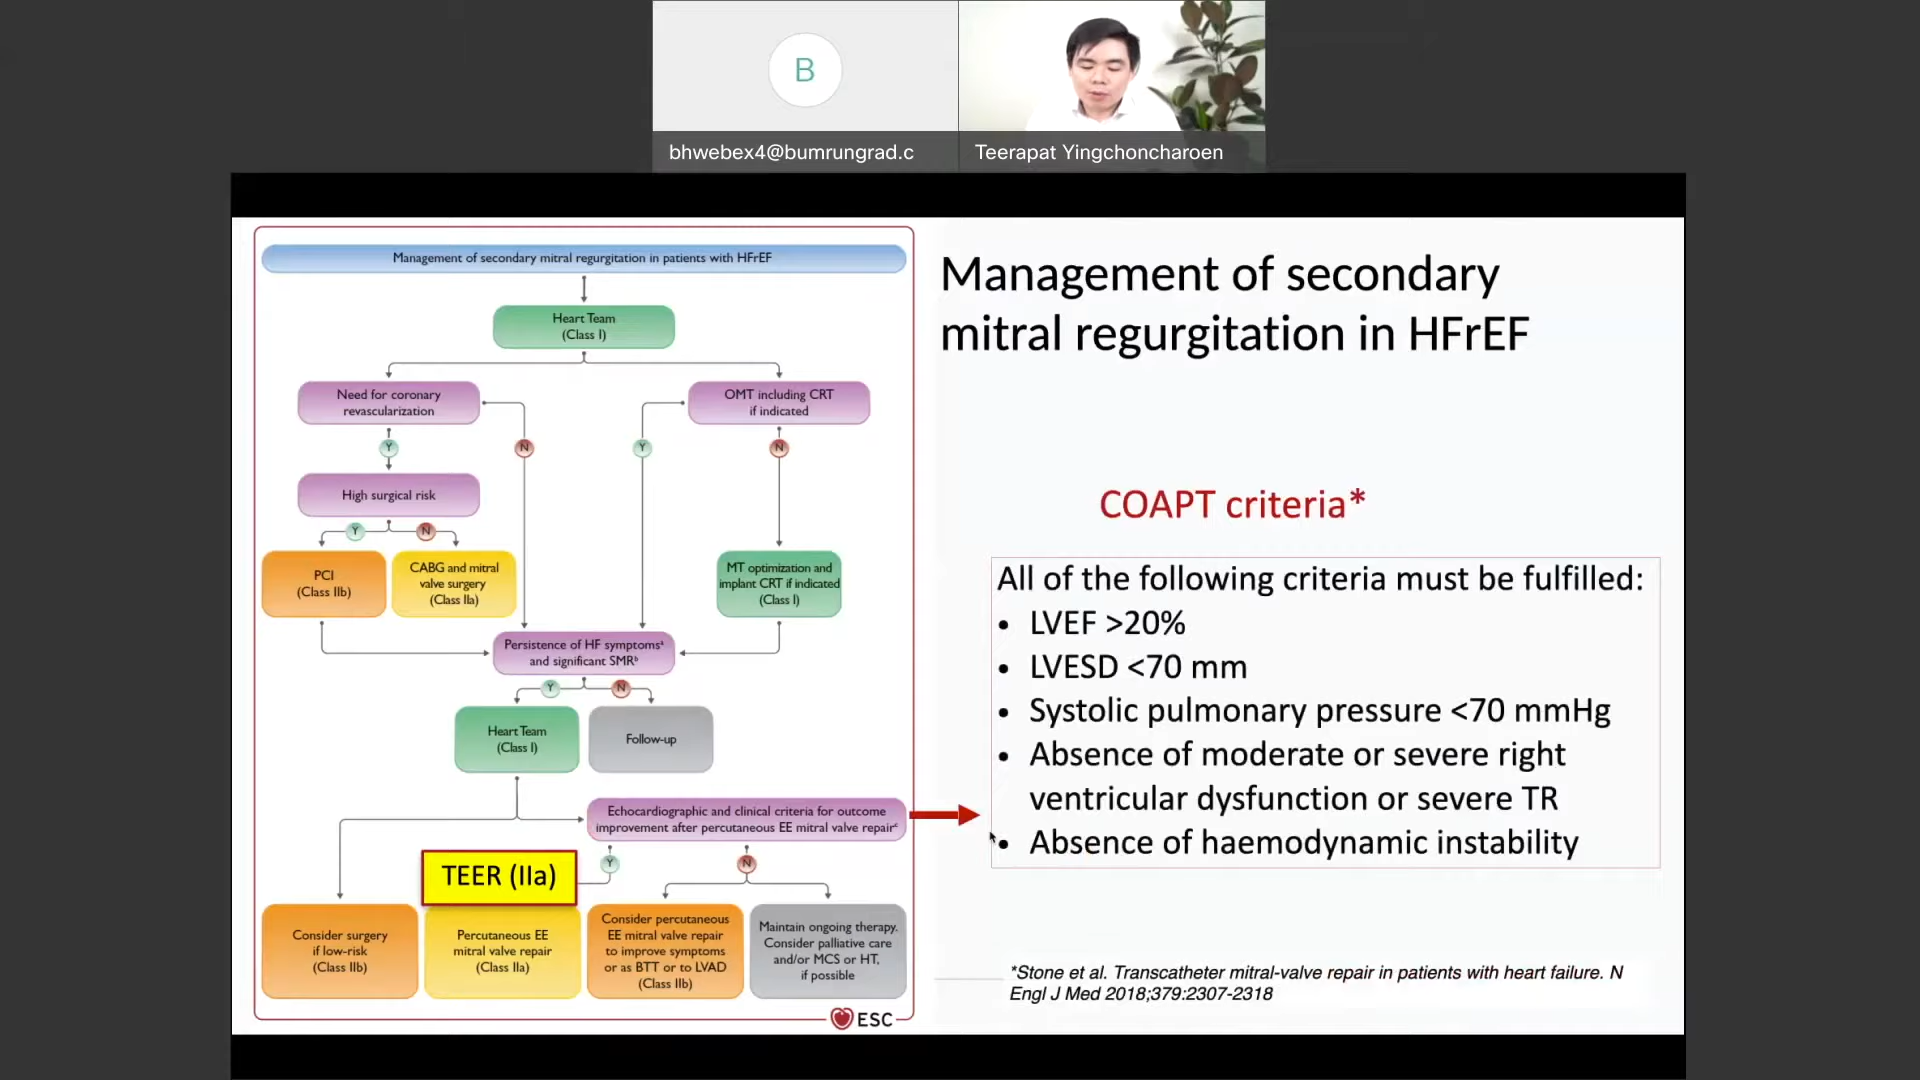 B
bhwebex4@bumrungrad.c
Teerapat Yingchoncharoen
Management of secondary mitral regurgitation in patients with HFrEF
Heart Team
(Class I)
Need for coronary
revascularization
OMT including CRT
if indicated
Y
N
Y
N
High surgical risk
Y
N
PCI
(Class IIb)
CABG and mitral
valve surgery
(Class IIa)
MT optimization and
implant CRT if indicated
(Class I)
Persistence of HF symptomsᵃ
and significant SMRᵇ
Y
N
Heart Team
(Class I)
Follow-up
Echocardiographic and clinical criteria for outcome
improvement after percutaneous EE mitral valve repairᶜ
Y
N
TEER (IIa)
Consider surgery
if low-risk
(Class IIb)
Percutaneous EE
mitral valve repair
(Class IIa)
Consider percutaneous
EE mitral valve repair
to improve symptoms
or as BTT or to LVAD
(Class IIb)
Maintain ongoing therapy.
Consider palliative care
and/or MCS or HT,
if possible
ESC
Management of secondary
mitral regurgitation in HFrEF
COAPT criteria*
All of the following criteria must be fulfilled:
• LVEF >20%
• LVESD <70 mm
• Systolic pulmonary pressure <70 mmHg
• Absence of moderate or severe right
ventricular dysfunction or severe TR
• Absence of haemodynamic instability
*Stone et al. Transcatheter mitral-valve repair in patients with heart failure. N
Engl J Med 2018;379:2307-2318